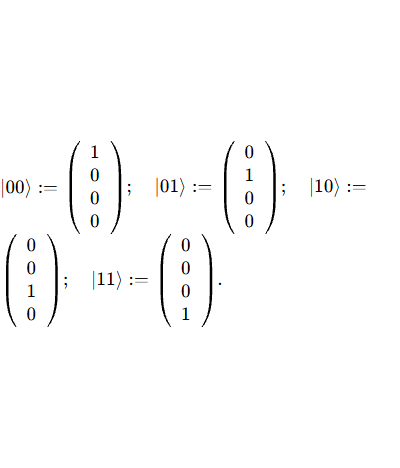 |00⟩ := ( 1 0 0 0 ) ; |01⟩ := ( 0 1 0 0 ) ; |10⟩ :=
( 0 0 1 0 ) ; |11⟩ := ( 0 0 0 1 ) .